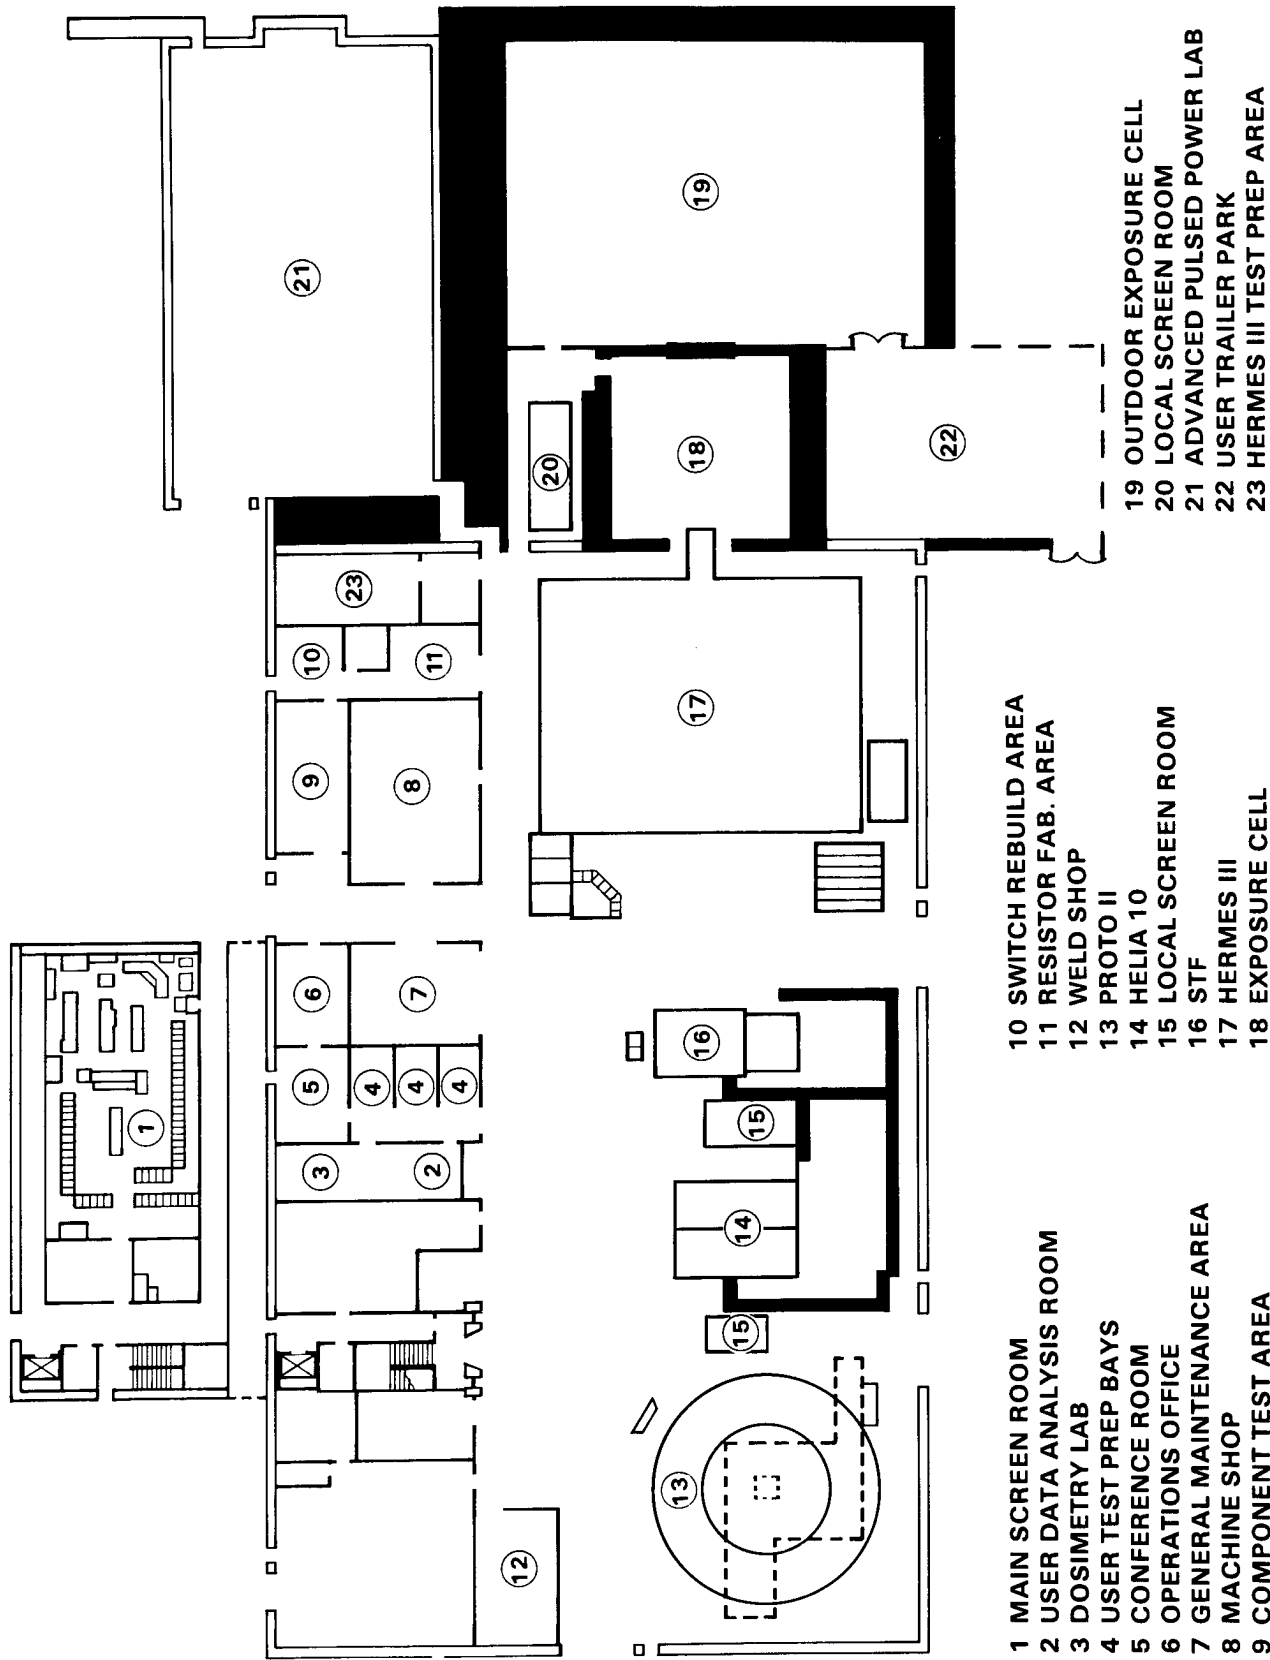 21
19
20
18
22
23
10
11
9
8
17
1
6
7
5
4
4
4
3
2
16
15
14
15
13
12
1 MAIN SCREEN ROOM
2 USER DATA ANALYSIS ROOM
3 DOSIMETRY LAB
4 USER TEST PREP BAYS
5 CONFERENCE ROOM
6 OPERATIONS OFFICE
7 GENERAL MAINTENANCE AREA
8 MACHINE SHOP
9 COMPONENT TEST AREA
10 SWITCH REBUILD AREA
11 RESISTOR FAB. AREA
12 WELD SHOP
13 PROTO II
14 HELIA 10
15 LOCAL SCREEN ROOM
16 STF
17 HERMES III
18 EXPOSURE CELL
19 OUTDOOR EXPOSURE CELL
20 LOCAL SCREEN ROOM
21 ADVANCED PULSED POWER LAB
22 USER TRAILER PARK
23 HERMES III TEST PREP AREA